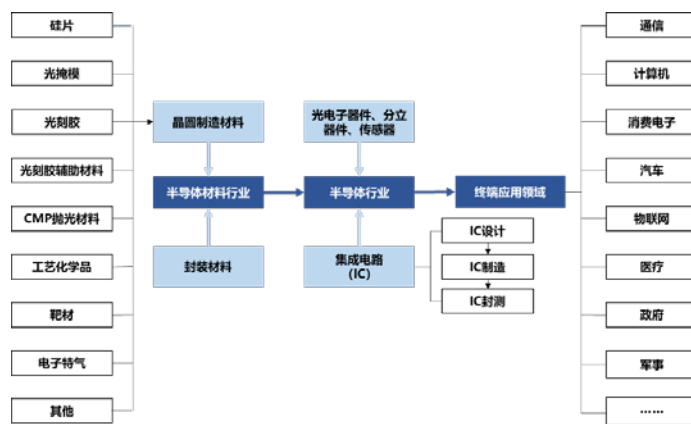 硅片
光掩模
光刻胶
光刻胶辅助材料
CMP抛光材料
工艺化学品
靶材
电子特气
其他
晶圆制造材料
半导体材料行业
封装材料
光电子器件、分立
器件、传感器
半导体行业
集成电路
（IC）
IC设计
IC制造
IC封测
终端应用领域
通信
计算机
消费电子
汽车
物联网
医疗
政府
军事
……